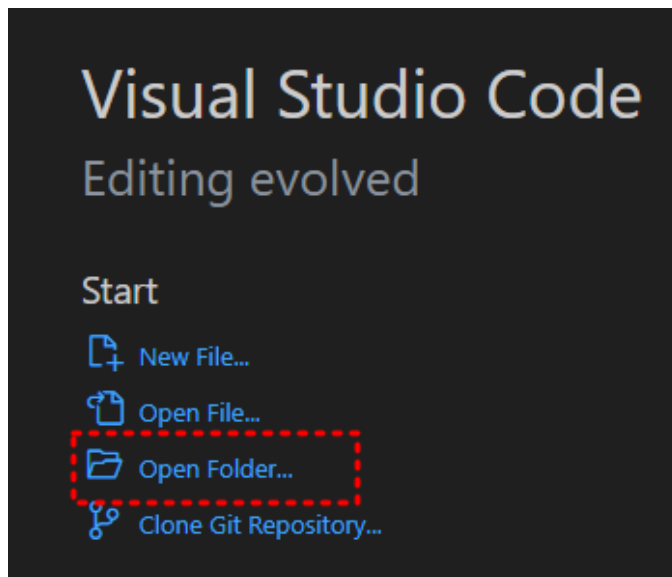 Visual Studio Code
Editing evolved
Start
New File...
Open File...
Open Folder...
Clone Git Repository...